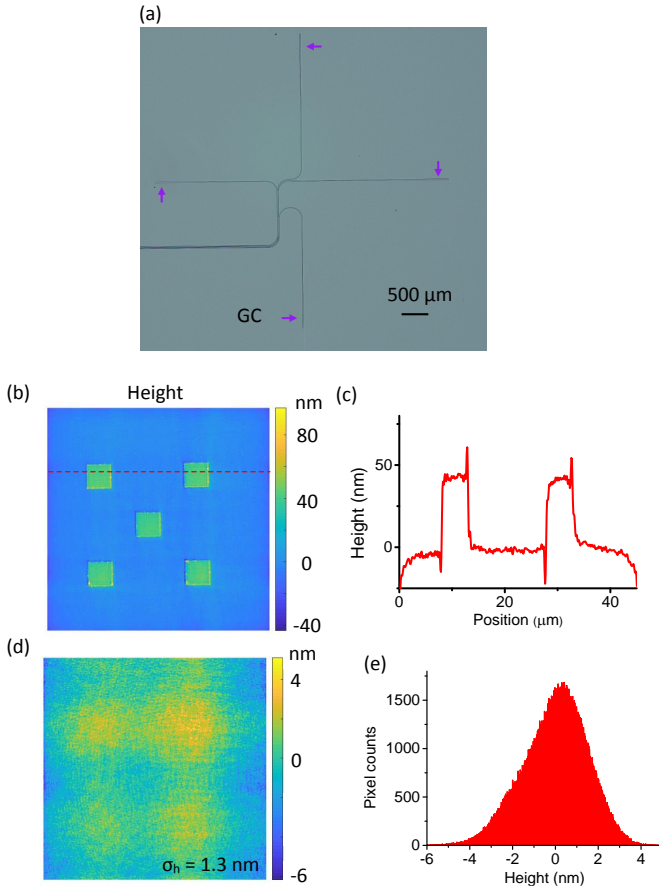 (a)
GC
500 μm
(b)
Height
nm
80
40
0
-40
(c)
Height (nm)
50
0
0
20
40
Position (μm)
(d)
nm
4
0
-6
σh = 1.3 nm
(e)
Pixel counts
1500
1000
500
0
-6
-4
-2
0
2
4
Height (nm)